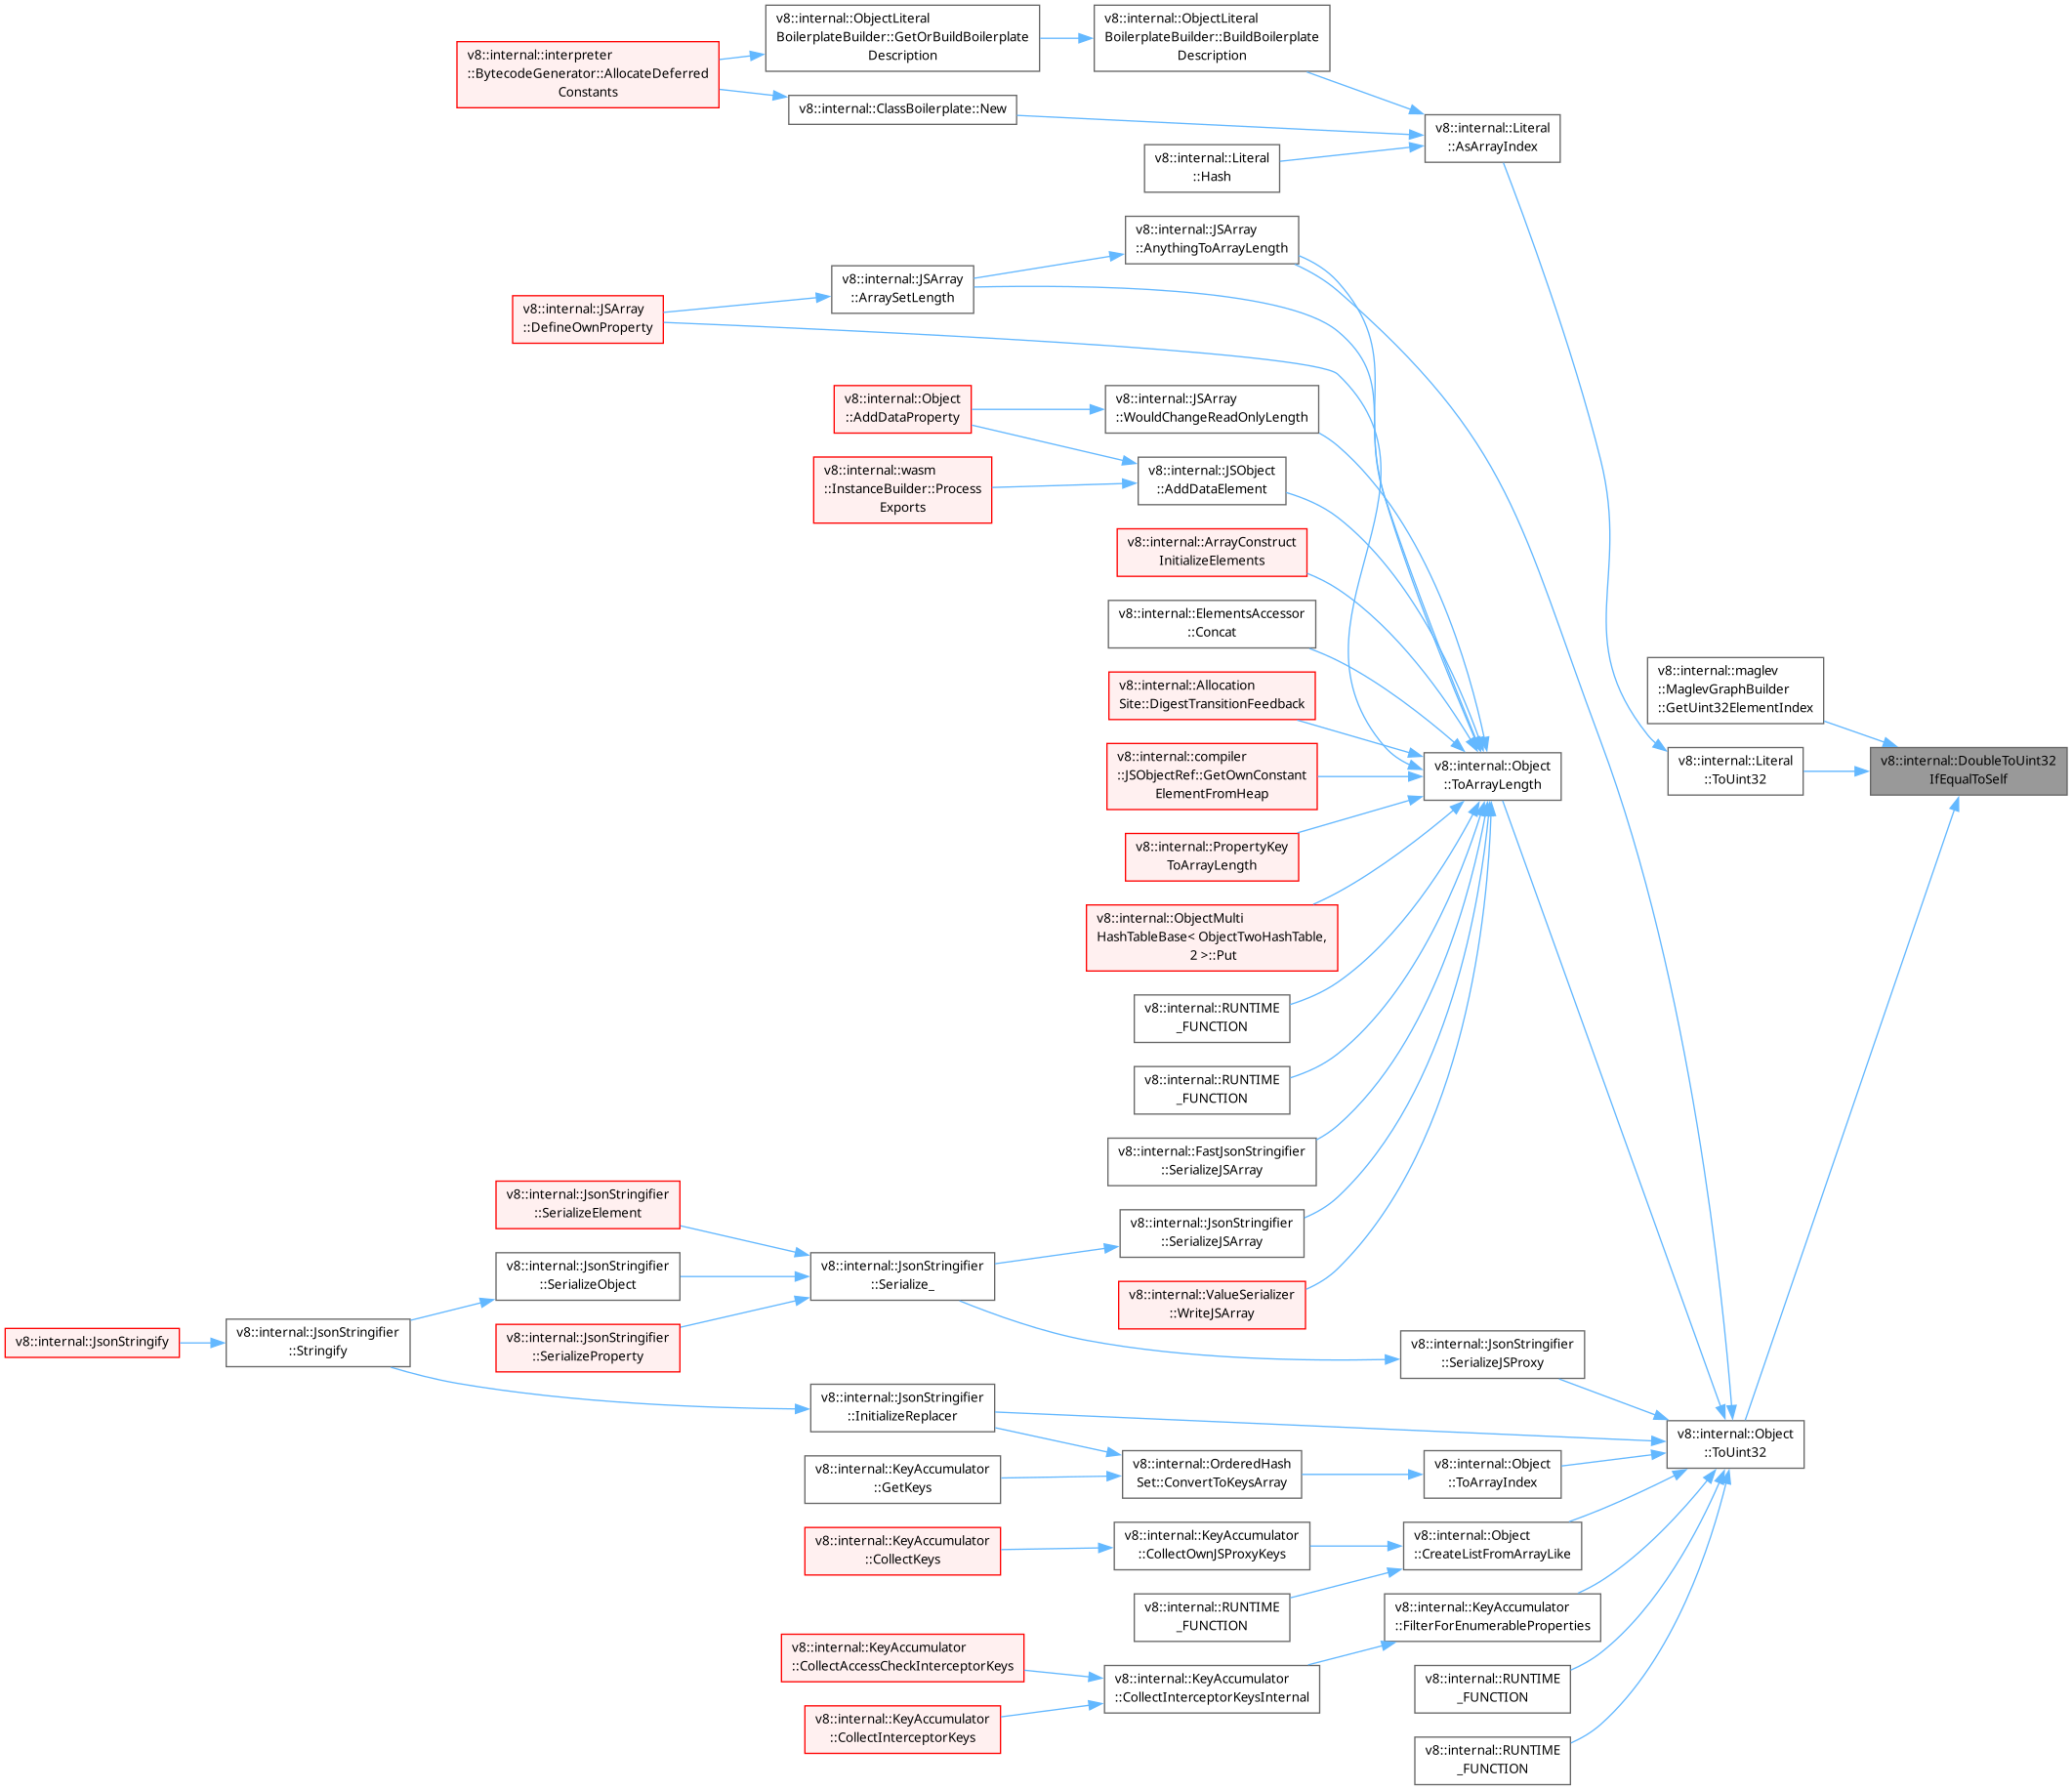 v8::internal::ObjectLiteral
BoilerplateBuilder::GetOrBuildBoilerplate
Description
v8::internal::ObjectLiteral
BoilerplateBuilder::BuildBoilerplate
Description
v8::internal::interpreter
::BytecodeGenerator::AllocateDeferred
Constants
v8::internal::ClassBoilerplate::New
v8::internal::Literal
::AsArrayIndex
v8::internal::Literal
::Hash
v8::internal::JSArray
::AnythingToArrayLength
v8::internal::JSArray
::ArraySetLength
v8::internal::JSArray
::DefineOwnProperty
v8::internal::Object
::AddDataProperty
v8::internal::JSArray
::WouldChangeReadOnlyLength
v8::internal::wasm
::InstanceBuilder::Process
Exports
v8::internal::JSObject
::AddDataElement
v8::internal::ArrayConstruct
InitializeElements
v8::internal::ElementsAccessor
::Concat
v8::internal::maglev
::MaglevGraphBuilder
::GetUint32ElementIndex
v8::internal::Allocation
Site::DigestTransitionFeedback
v8::internal::compiler
::JSObjectRef::GetOwnConstant
ElementFromHeap
v8::internal::Object
::ToArrayLength
v8::internal::Literal
::ToUint32
v8::internal::DoubleToUint32
IfEqualToSelf
v8::internal::PropertyKey
ToArrayLength
v8::internal::ObjectMulti
HashTableBase< ObjectTwoHashTable,
2 >::Put
v8::internal::RUNTIME
_FUNCTION
v8::internal::RUNTIME
_FUNCTION
v8::internal::FastJsonStringifier
::SerializeJSArray
v8::internal::JsonStringifier
::SerializeElement
v8::internal::JsonStringifier
::SerializeJSArray
v8::internal::JsonStringifier
::SerializeObject
v8::internal::JsonStringifier
::Serialize_
v8::internal::ValueSerializer
::WriteJSArray
v8::internal::JsonStringify
v8::internal::JsonStringifier
::Stringify
v8::internal::JsonStringifier
::SerializeProperty
v8::internal::JsonStringifier
::SerializeJSProxy
v8::internal::JsonStringifier
::InitializeReplacer
v8::internal::Object
::ToUint32
v8::internal::KeyAccumulator
::GetKeys
v8::internal::OrderedHash
Set::ConvertToKeysArray
v8::internal::Object
::ToArrayIndex
v8::internal::KeyAccumulator
::CollectKeys
v8::internal::KeyAccumulator
::CollectOwnJSProxyKeys
v8::internal::Object
::CreateListFromArrayLike
v8::internal::RUNTIME
_FUNCTION
v8::internal::KeyAccumulator
::FilterForEnumerableProperties
v8::internal::KeyAccumulator
::CollectAccessCheckInterceptorKeys
v8::internal::KeyAccumulator
::CollectInterceptorKeysInternal
v8::internal::RUNTIME
_FUNCTION
v8::internal::KeyAccumulator
::CollectInterceptorKeys
v8::internal::RUNTIME
_FUNCTION